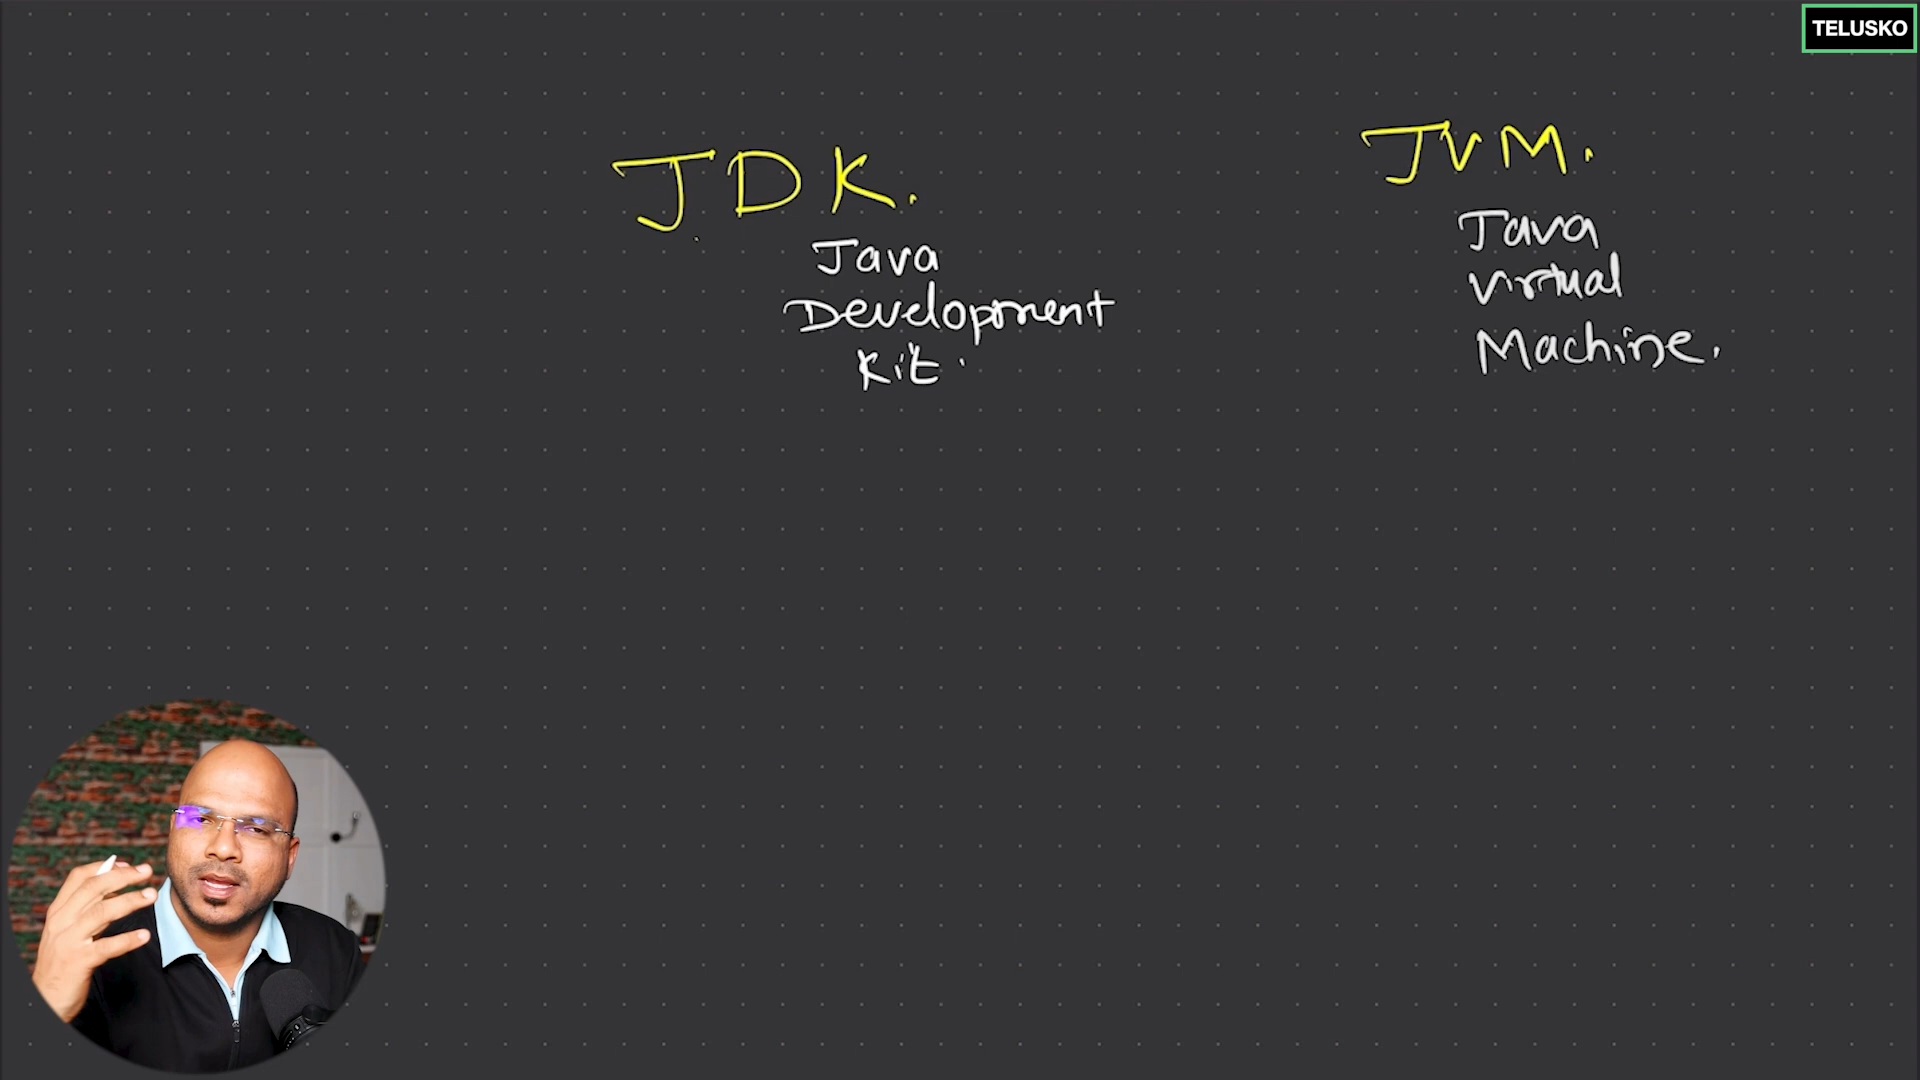 TELUSKO
JDK.
Java
Development
Kit.
JVM.
Java
Virtual
Machine.